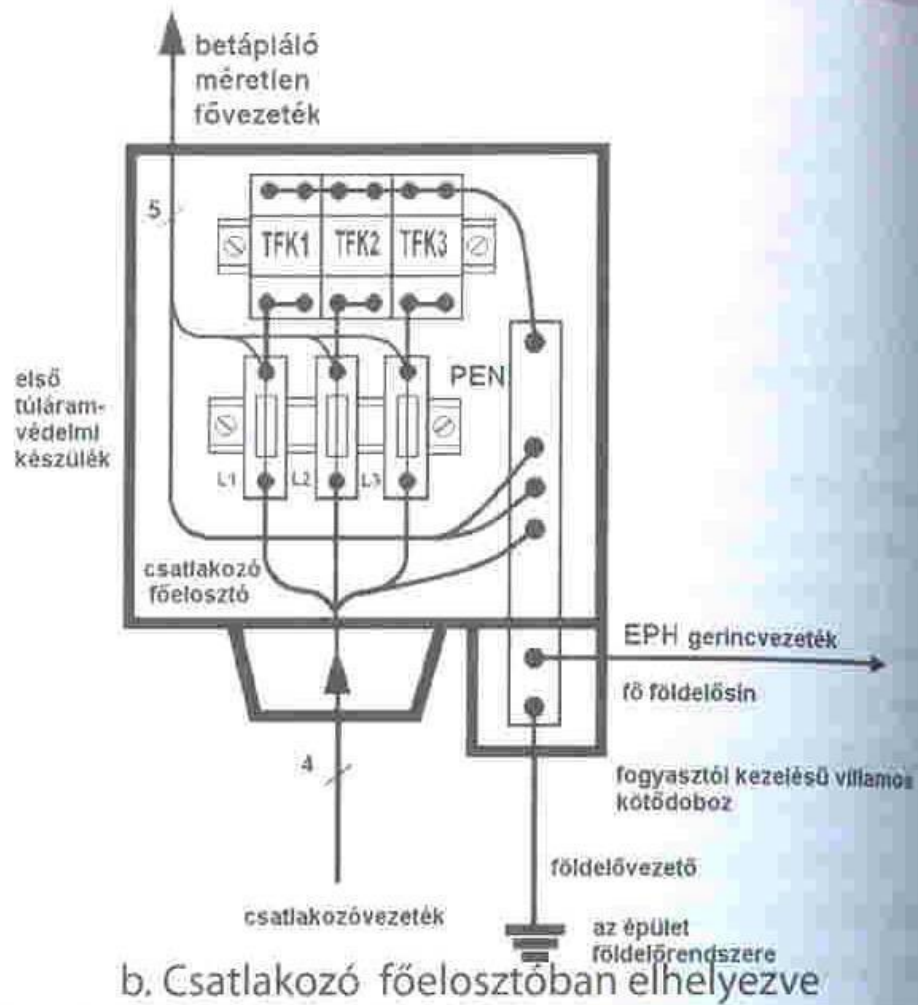 betápláló
méretlen
fővezeték
5
TFK1 TFK2 TFK3
első
túláram-
védelmi
készülék
PEN
L1 L2 L3
csatlakozó
főelosztó
EPH gerincvezeték
fő földelősín
4
fogyasztói kezelésű villamos
kötődoboz
földelővezető
csatlakozóvezeték
az épület
földelőrendszere
b. Csatlakozó főelosztóban elhelyezve